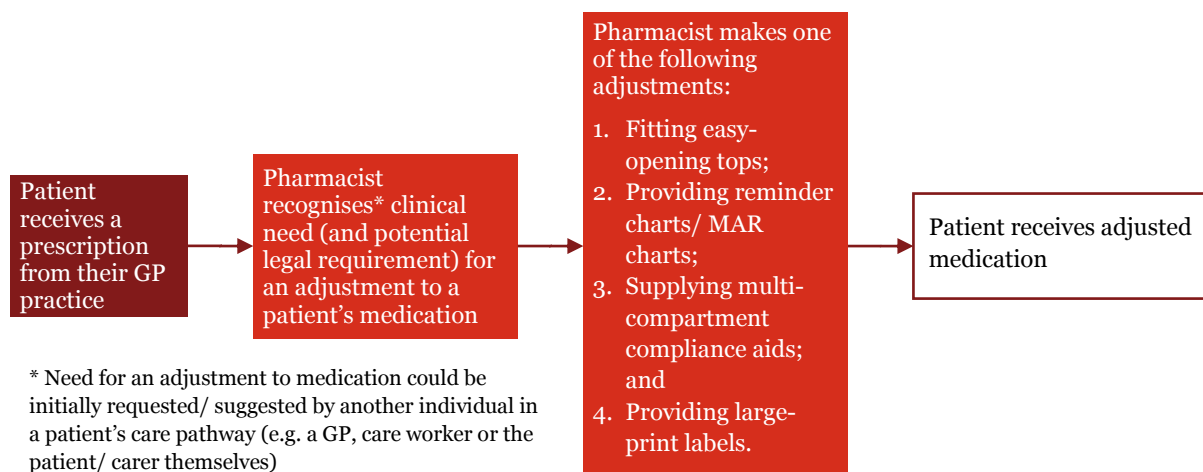 Patient
receives a
prescription
from their GP
practice
Pharmacist
recognises* clinical
need (and potential
legal requirement) for
an adjustment to a
patient's medication
Pharmacist makes one
of the following
adjustments:
1. Fitting easy-
opening tops;
2. Providing reminder
charts/ MAR
charts;
3. Supplying multi-
compartment
compliance aids;
and
4. Providing large-
print labels.
Patient receives adjusted
medication
* Need for an adjustment to medication could be
initially requested/ suggested by another individual in
a patient's care pathway (e.g. a GP, care worker or the
patient/ carer themselves)